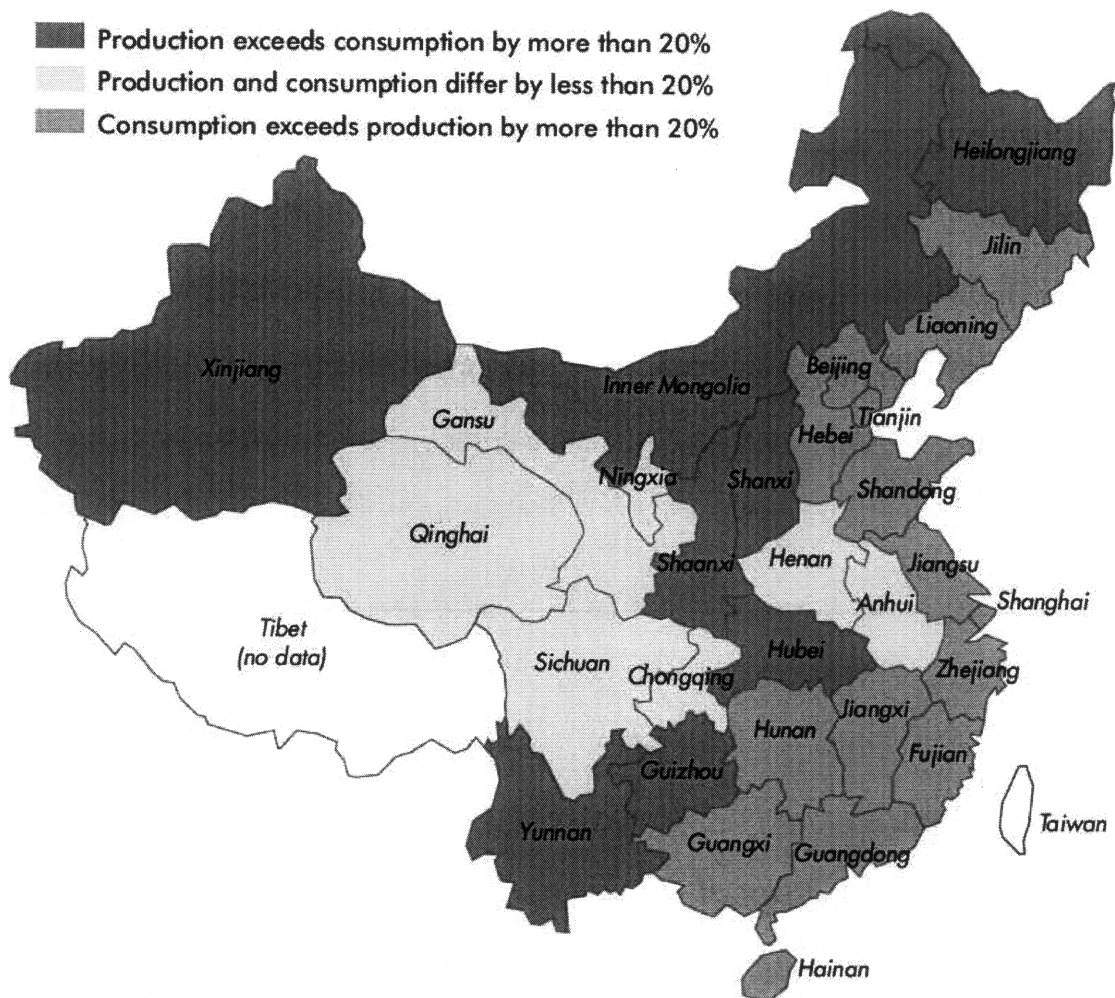 Production exceeds consumption by more than 20%
Production and consumption differ by less than 20%
Consumption exceeds production by more than 20%
Heilongjiang
Jilin
Liaoning
Xinjiang
Beijing
Inner Mongolia
Gansu
Tianjin
Hebei
Ningxia
Shanxi
Shandong
Qinghai
Henan
Shaanxi
Jiangsu
Anhui
Shanghai
Tibet
(no data)
Sichuan
Hubei
Chongqing
Zhejiang
Jiangxi
Hunan
Fujian
Guizhou
Taiwan
Yunnan
Guangxi
Guangdong
Hainan